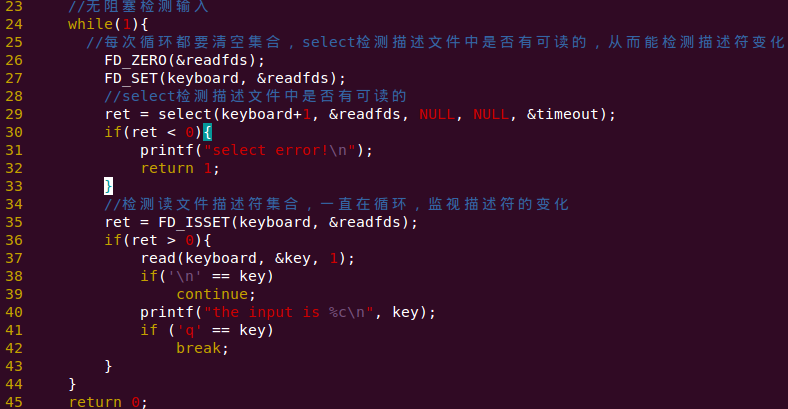 23 //无阻塞检测输入
24 while(1){
25 //每次循环都要清空集合，select检测描述文件中是否有可读的，从而能检测描述符变化
26 FD_ZERO(&readfds);
27 FD_SET(keyboard, &readfds);
28 //select检测描述文件中是否有可读的
29 ret = select(keyboard+1, &readfds, NULL, NULL, &timeout);
30 if(ret < 0){
31 printf("select error!\n");
32 return 1;
33 }
34 //检测读文件描述符集合，一直在循环，监视描述符的变化
35 ret = FD_ISSET(keyboard, &readfds);
36 if(ret > 0){
37 read(keyboard, &key, 1);
38 if('\n' == key)
39 continue;
40 printf("the input is %c\n", key);
41 if ('q' == key)
42 break;
43 }
44 }
45 return 0;